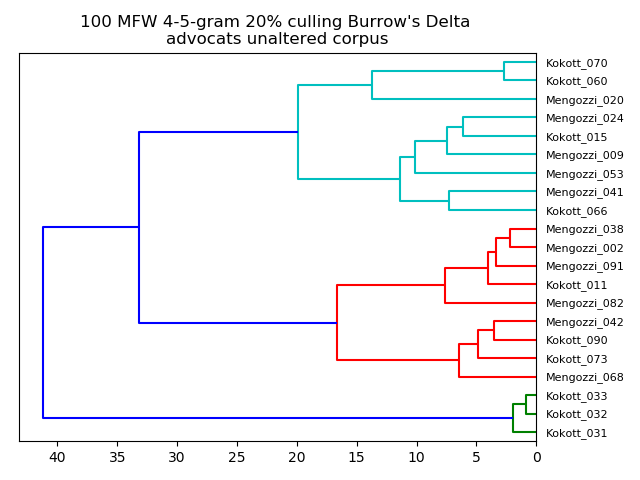 100 MFW 4-5-gram 20% culling Burrow's Delta
advocats unaltered corpus
Kokott_070
Kokott_060
Mengozzi_020
Mengozzi_024
Kokott_015
Mengozzi_009
Mengozzi_053
Mengozzi_041
Kokott_066
Mengozzi_038
Mengozzi_002
Mengozzi_091
Kokott_011
Mengozzi_082
Mengozzi_042
Kokott_090
Kokott_073
Mengozzi_068
Kokott_033
Kokott_032
Kokott_031
40 35 30 25 20 15 10 5 0